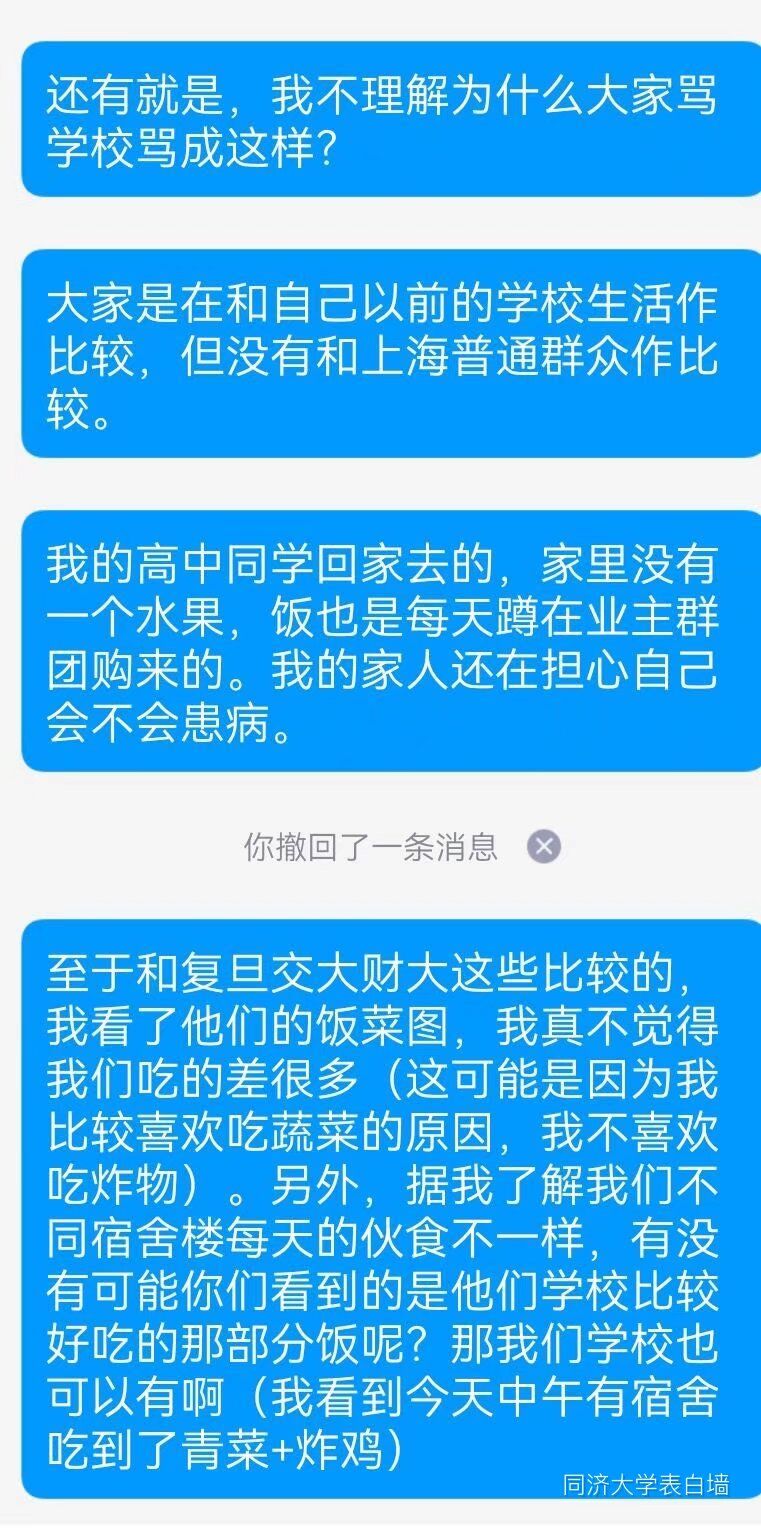 还有就是，我不理解为什么大家骂
学校骂成这样？
大家是在和自己以前的学校生活作
比较，但没有和上海普通群众作比
较。
我的高中同学回家去的，家里没有
一个水果，饭也是每天蹲在业主群
团购来的。我的家人还在担心自己
会不会患病。
你撤回了一条消息
至于和复旦交大财大这些比较的，
我看了他们的饭菜图，我真不觉得
我们吃的差很多（这可能是因为我
比较喜欢吃蔬菜的原因，我不喜欢
吃炸物）。另外，据我了解我们不
同宿舍楼每天的伙食不一样，有没
有可能你们看到的是他们学校比较
好吃的那部分饭呢？那我们学校也
可以有啊（我看到今天中午有宿舍
吃到了青菜+炸鸡）
同济大学表白墙